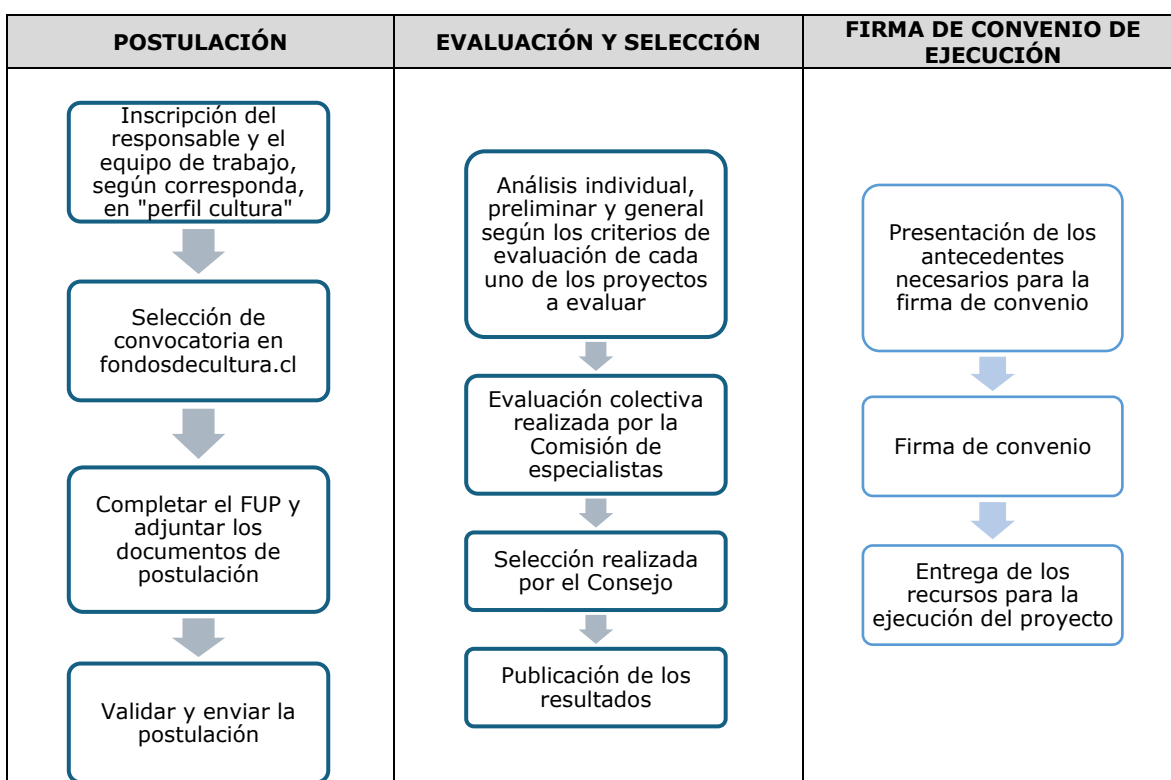 POSTULACIÓN
Inscripción del
responsable y el
equipo de trabajo,
según corresponda,
en "perfil cultura"
Selección de
convocatoria en
fondosdecultura.cl
Completar el FUP y
adjuntar los
documentos de
postulación
Validar y enviar la
postulación
EVALUACIÓN Y SELECCIÓN
Análisis individual,
preliminar y general
según los criterios de
evaluación de cada
uno de los proyectos
a evaluar
Evaluación colectiva
realizada por la
Comisión de
especialistas
Selección realizada
por el Consejo
Publicación de los
resultados
FIRMA DE CONVENIO DE
EJECUCIÓN
Presentación de los
antecedentes
necesarios para la
firma de convenio
Firma de convenio
Entrega de los
recursos para la
ejecución del proyecto